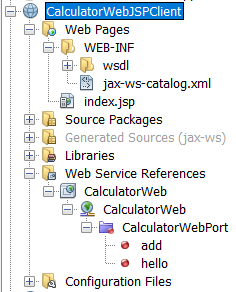 CalculatorWebJSPClient
Web Pages
WEB-INF
wsdl
jax-ws-catalog.xml
index.jsp
Source Packages
Generated Sources (jax-ws)
Libraries
Web Service References
CalculatorWeb
CalculatorWeb
CalculatorWebPort
add
hello
Configuration Files